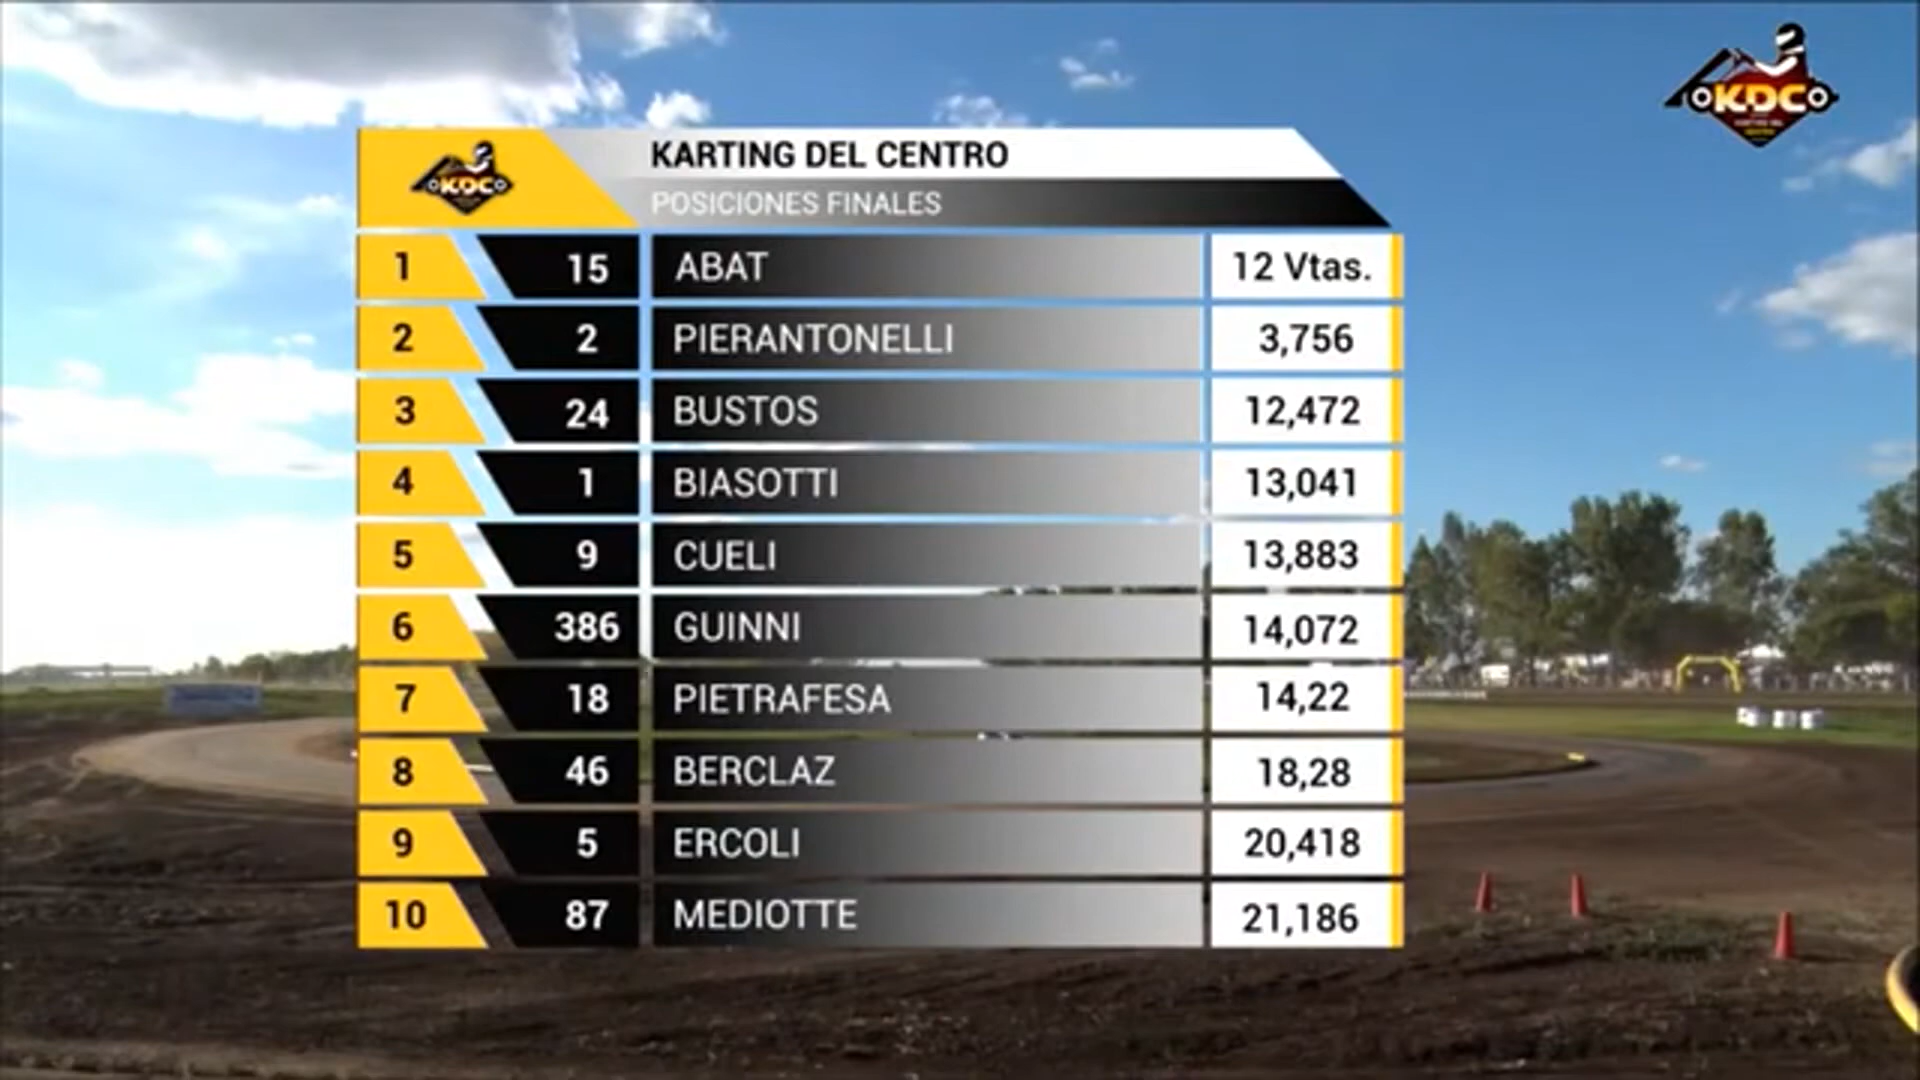 KDC
KARTING DEL CENTRO
KDC
POSICIONES FINALES
1 15 ABAT 12 Vtas.
2 2 PIERANTONELLI 3,756
3 24 BUSTOS 12,472
4 1 BIASOTTI 13,041
5 9 CUELI 13,883
6 386 GUINNI 14,072
7 18 PIETRAFESA 14,22
8 46 BERCLAZ 18,28
9 5 ERCOLI 20,418
10 87 MEDIOTTE 21,186